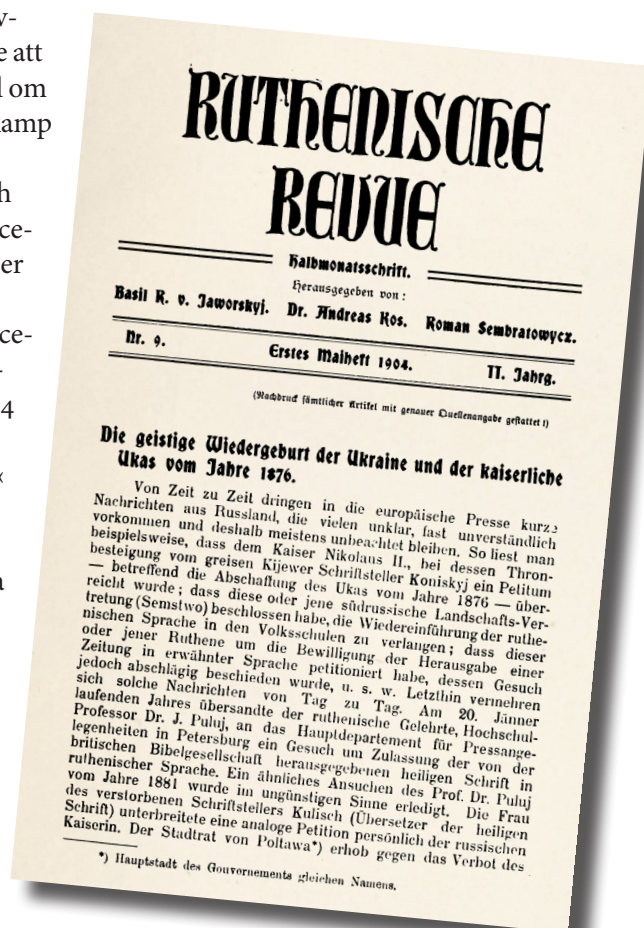 v-
e att
l om
amp
h
ce-
er
ce-
-
4
«
a
RUTHENISCHE
REVUE
Halbmonatsschrift.
Herausgegeben von:
Basil R. v. Jaworskyj. Dr. Andreas Kos. Roman Sembratowycz.
Nr. 9. Erstes Maiheft 1904. II. Jahrg.
(Nachdruck sämtlicher Artikel mit genauer Quellenangabe gestattet!)
Die geistige Wiedergeburt der Ukraine und der kaiserliche
Ukas vom Jahre 1876.
Von Zeit zu Zeit dringen in die europäische Presse kurze
Nachrichten aus Russland, die vielen unklar, fast unverständlich
vorkommen und deshalb meistens unbeachtet bleiben. So liest man
beispielsweise, dass dem Kaiser Nikolaus II., bei dessen Thron-
besteigung vom greisen Kijewer Schriftsteller Koniskyj ein Petitum
— betreffend die Abschaffung des Ukas vom Jahre 1876 — über-
reicht wurde; dass diese oder jene südrussische Landschafts-Ver-
tretung (Semstwo) beschlossen habe, die Wiedereinführung der ruthe-
nischen Sprache in den Volksschulen zu verlangen; dass dieser
oder jener Ruthene um die Bewilligung der Herausgabe einer
Zeitung in erwähnter Sprache petitioniert habe, dessen Gesuch
jedoch abschlägig beschieden wurde, u. s. w. Letzthin vermehren
sich solche Nachrichten von Tag zu Tag. Am 20. Jänner
laufenden Jahres übersandte der ruthenische Gelehrte, Hochschul-
Professor Dr. J. Puluj, an das Hauptdepartement für Pressange-
legenheiten in Petersburg ein Gesuch um Zulassung der von der
britischen Bibelgesellschaft herausgegebenen heiligen Schrift in
ruthenischer Sprache. Ein ähnliches Ansuchen des Prof. Dr. Puluj
vom Jahre 1881 wurde im ungünstigen Sinne erledigt. Die Frau
des verstorbenen Schriftstellers Kulisch (Übersetzer der heiligen
Schrift) unterbreitete eine analoge Petition persönlich der russischen
Kaiserin. Der Stadtrat von Poltawa*) erhob gegen das Verbot des
*) Hauptstadt des Gouvernements gleichen Namens.